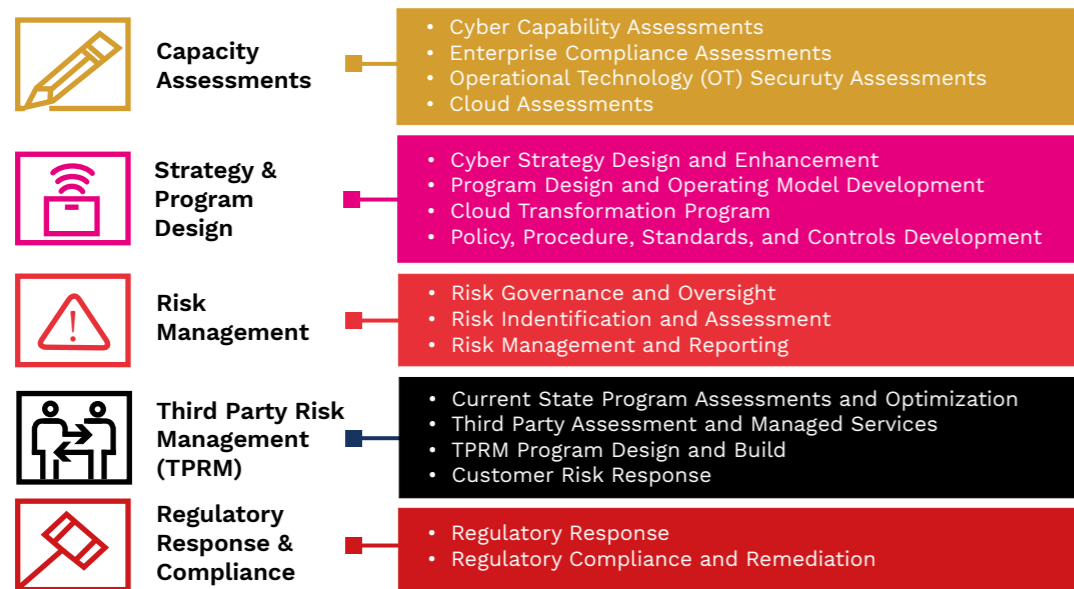 Capacity
Assessments
• Cyber Capability Assessments
• Enterprise Compliance Assessments
• Operational Technology (OT) Securuty Assessments
• Cloud Assessments
Strategy &
Program
Design
• Cyber Strategy Design and Enhancement
• Program Design and Operating Model Development
• Cloud Transformation Program
• Policy, Procedure, Standards, and Controls Development
Risk
Management
• Risk Governance and Oversight
• Risk Indentification and Assessment
• Risk Management and Reporting
Third Party Risk
Management
(TPRM)
• Current State Program Assessments and Optimization
• Third Party Assessment and Managed Services
• TPRM Program Design and Build
• Customer Risk Response
Regulatory
Response &
Compliance
• Regulatory Response
• Regulatory Compliance and Remediation